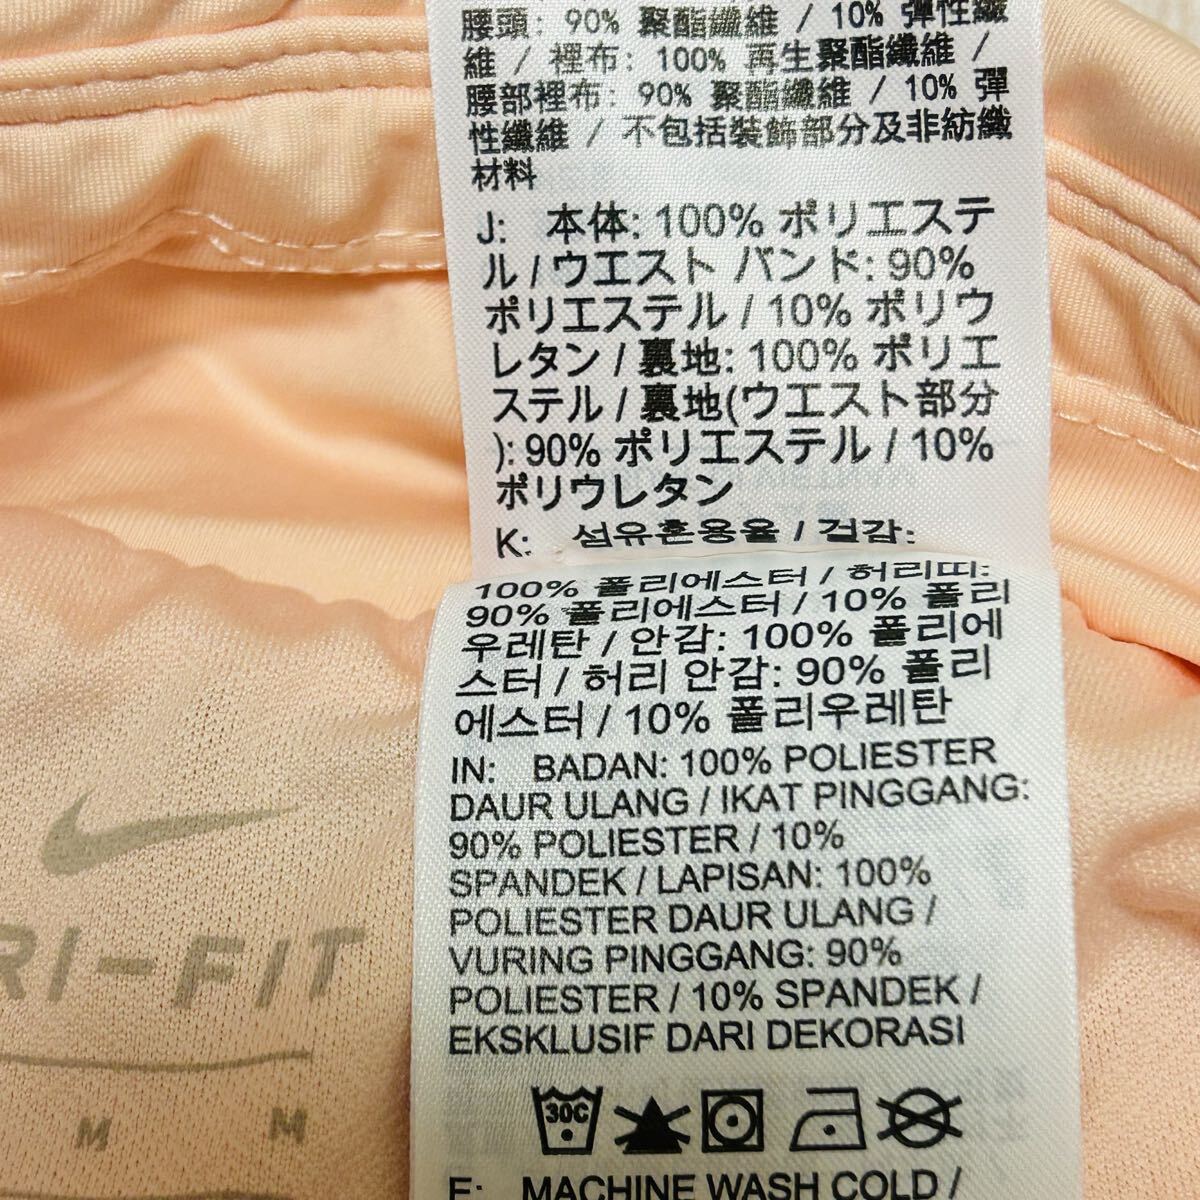 腰頭: 90% 聚酯纖維 / 10% 彈性纖
維 / 裡布: 100% 再生聚酯纖維 /
腰部裡布: 90% 聚酯纖維 / 10% 彈
性纖維 / 不包括裝飾部分及非紡織
材料
J: 本体: 100% ポリエステ
ル / ウエスト バンド: 90%
ポリエステル / 10% ポリウ
レタン / 裏地: 100% ポリエ
ステル / 裏地(ウエスト部分
): 90% ポリエステル / 10%
ポリウレタン
K: 섬유혼용율 / 겉감:
100% 폴리에스터 / 허리띠:
90% 폴리에스터 / 10% 폴리
우레탄 / 안감: 100% 폴리에
스터 / 허리 안감: 90% 폴리
에스터 / 10% 폴리우레탄
IN: BADAN: 100% POLIESTER
DAUR ULANG / IKAT PINGGANG:
90% POLIESTER / 10%
SPANDEK / LAPISAN: 100%
POLIESTER DAUR ULANG /
VURING PINGGANG: 90%
POLIESTER / 10% SPANDEK /
EKSKLUSIF DARI DEKORASI
30C
E: MACHINE WASH COLD /
RI-FIT
M M